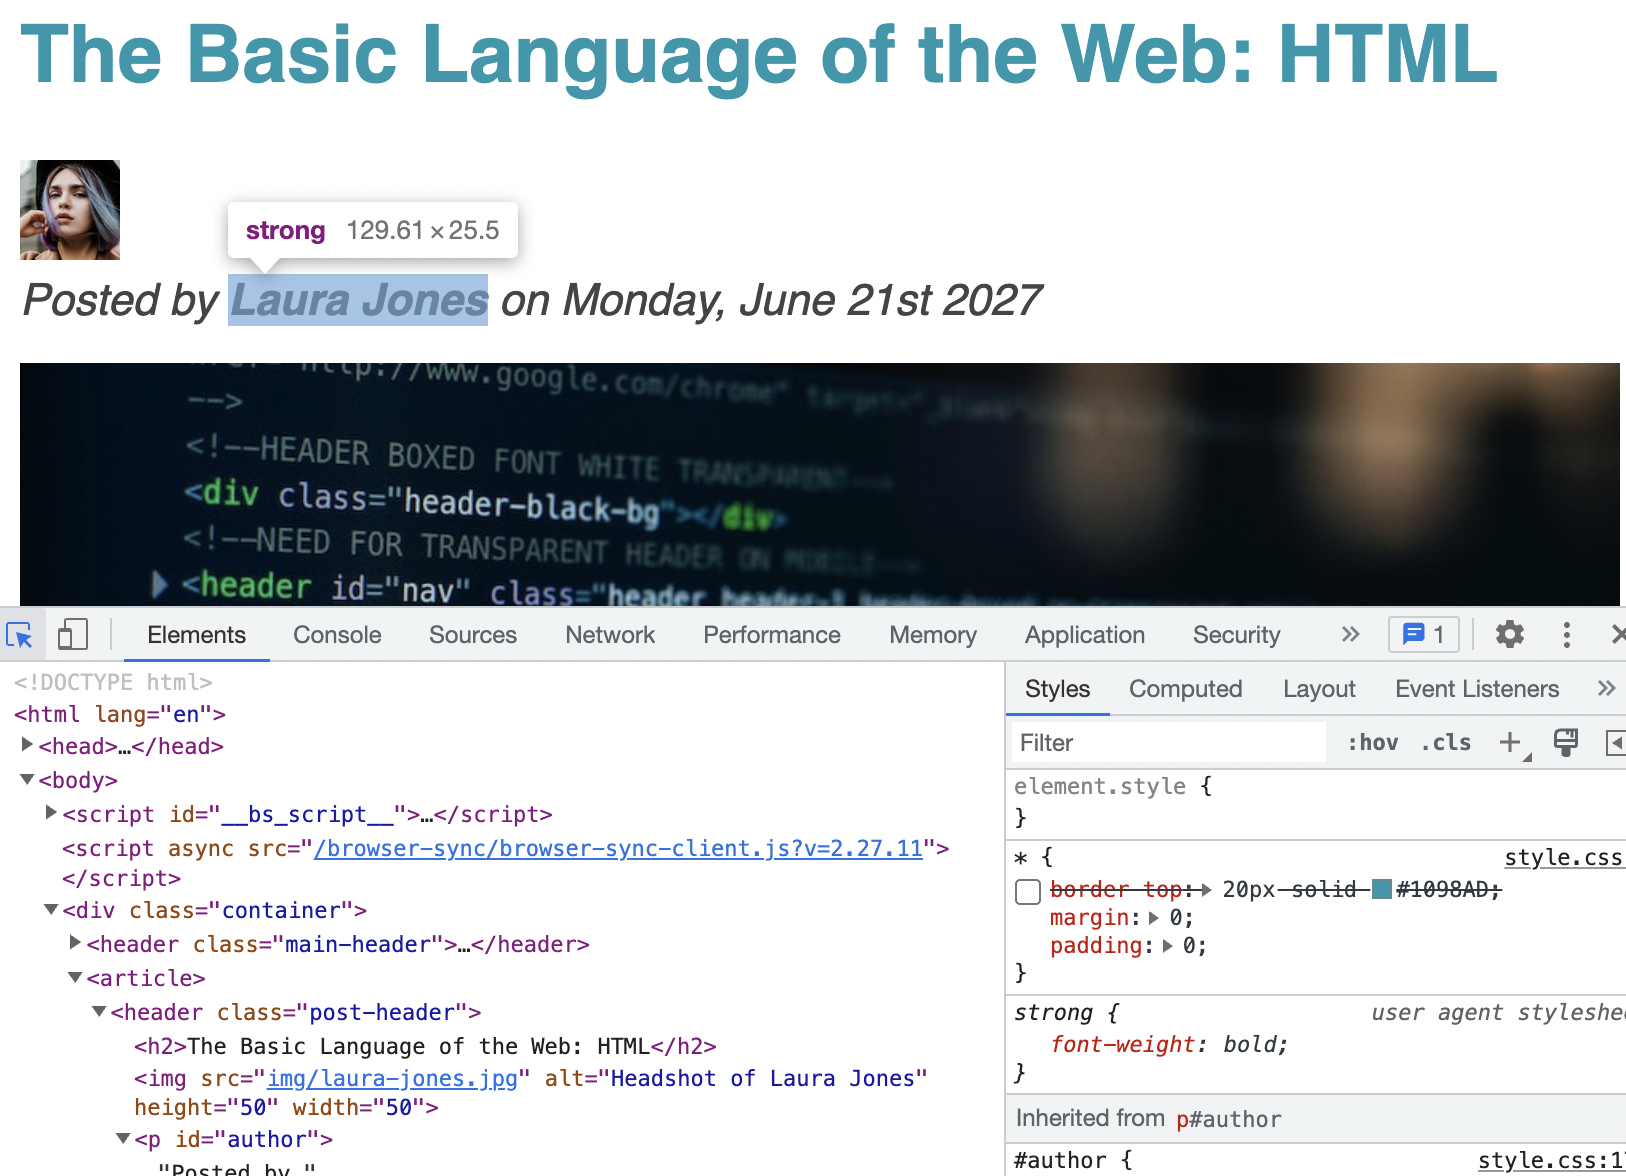 The Basic Language of the Web: HTML
strong 129.61 × 25.5
Posted by Laura Jones on Monday, June 21st 2027
http://www.google.com/chrome" target="_blank"
-->
<!--HEADER BOXED FONT WHITE TRANSPARENT-->
<div class="header-black-bg"></div>
<!--NEED FOR TRANSPARENT HEADER ON MOBILE-->
<header id="nav" class="header header-1 header-boxed
Elements Console Sources Network Performance Memory Application Security » 1
<!DOCTYPE html>
<html lang="en">
<head>…</head>
<body>
<script id="__bs_script__">…</script>
<script async src="/browser-sync/browser-sync-client.js?v=2.27.11">
</script>
<div class="container">
<header class="main-header">…</header>
<article>
<header class="post-header">
<h2>The Basic Language of the Web: HTML</h2>
<img src="img/laura-jones.jpg" alt="Headshot of Laura Jones"
height="50" width="50">
<p id="author">
"Posted by "
Styles Computed Layout Event Listeners »
Filter :hov .cls +
element.style {
}
* { style.css:
border-top: 20px solid #1098AD;
margin: 0;
padding: 0;
}
strong { user agent styleshe
font-weight: bold;
}
Inherited from p#author
#author { style.css:1